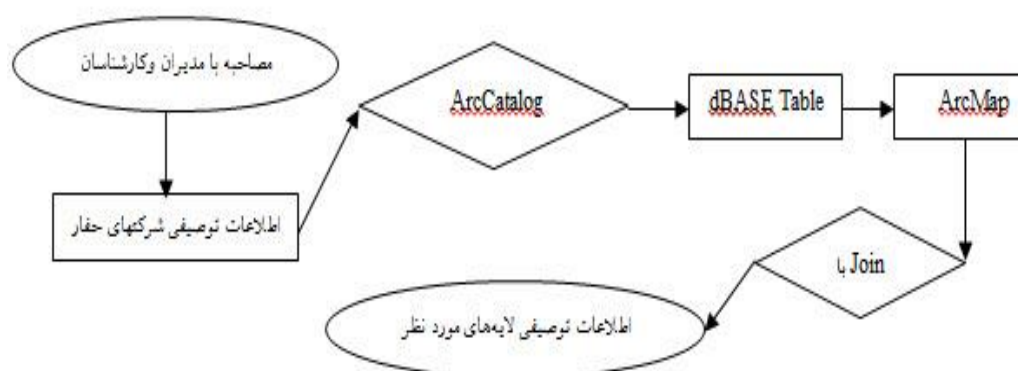 مصاحبه با مدیران وکارشناسان
اطلاعات توصیفی شرکتهای حفار
ArcCatalog
dBASE Table
ArcMap
با Join
اطلاعات توصیفی لایه‌های مورد نظر